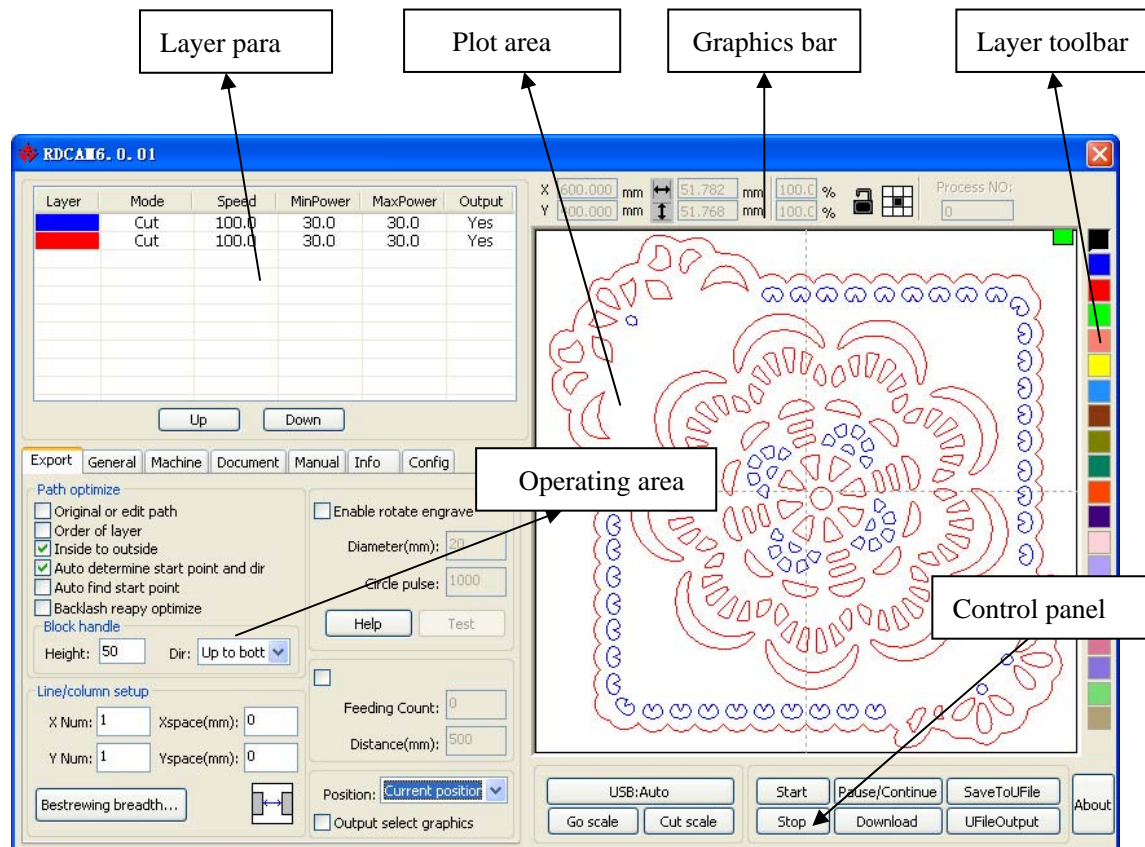 Layer para
Plot area
Graphics bar
Layer toolbar
RDCAM6.0.01
Layer Mode Speed MinPower MaxPower Output
Cut 100.0 30.0 30.0 Yes
Cut 100.0 30.0 30.0 Yes
Up Down
X 600.000 mm 51.782 mm 100.0 %
Y 400.000 mm 51.768 mm 100.0 %
Process NO:
0
Export General Machine Document Manual Info Config
Operating area
Path optimize
Original or edit path
Order of layer
Inside to outside
Auto determine start point and dir
Auto find start point
Backlash reapy optimize
Block handle
Height: 50 Dir: Up to bott
Line/column setup
X Num: 1 Xspace(mm): 0
Y Num: 1 Yspace(mm): 0
Bestrewing breadth...
Enable rotate engrave
Diameter(mm): 20
Circle pulse: 1000
Help Test
Feeding Count: 0
Distance(mm): 500
Position: Current position
Output select graphics
Control panel
USB:Auto
Go scale Cut scale
Start Pause/Continue SaveToUFile
Stop Download UFileOutput
About